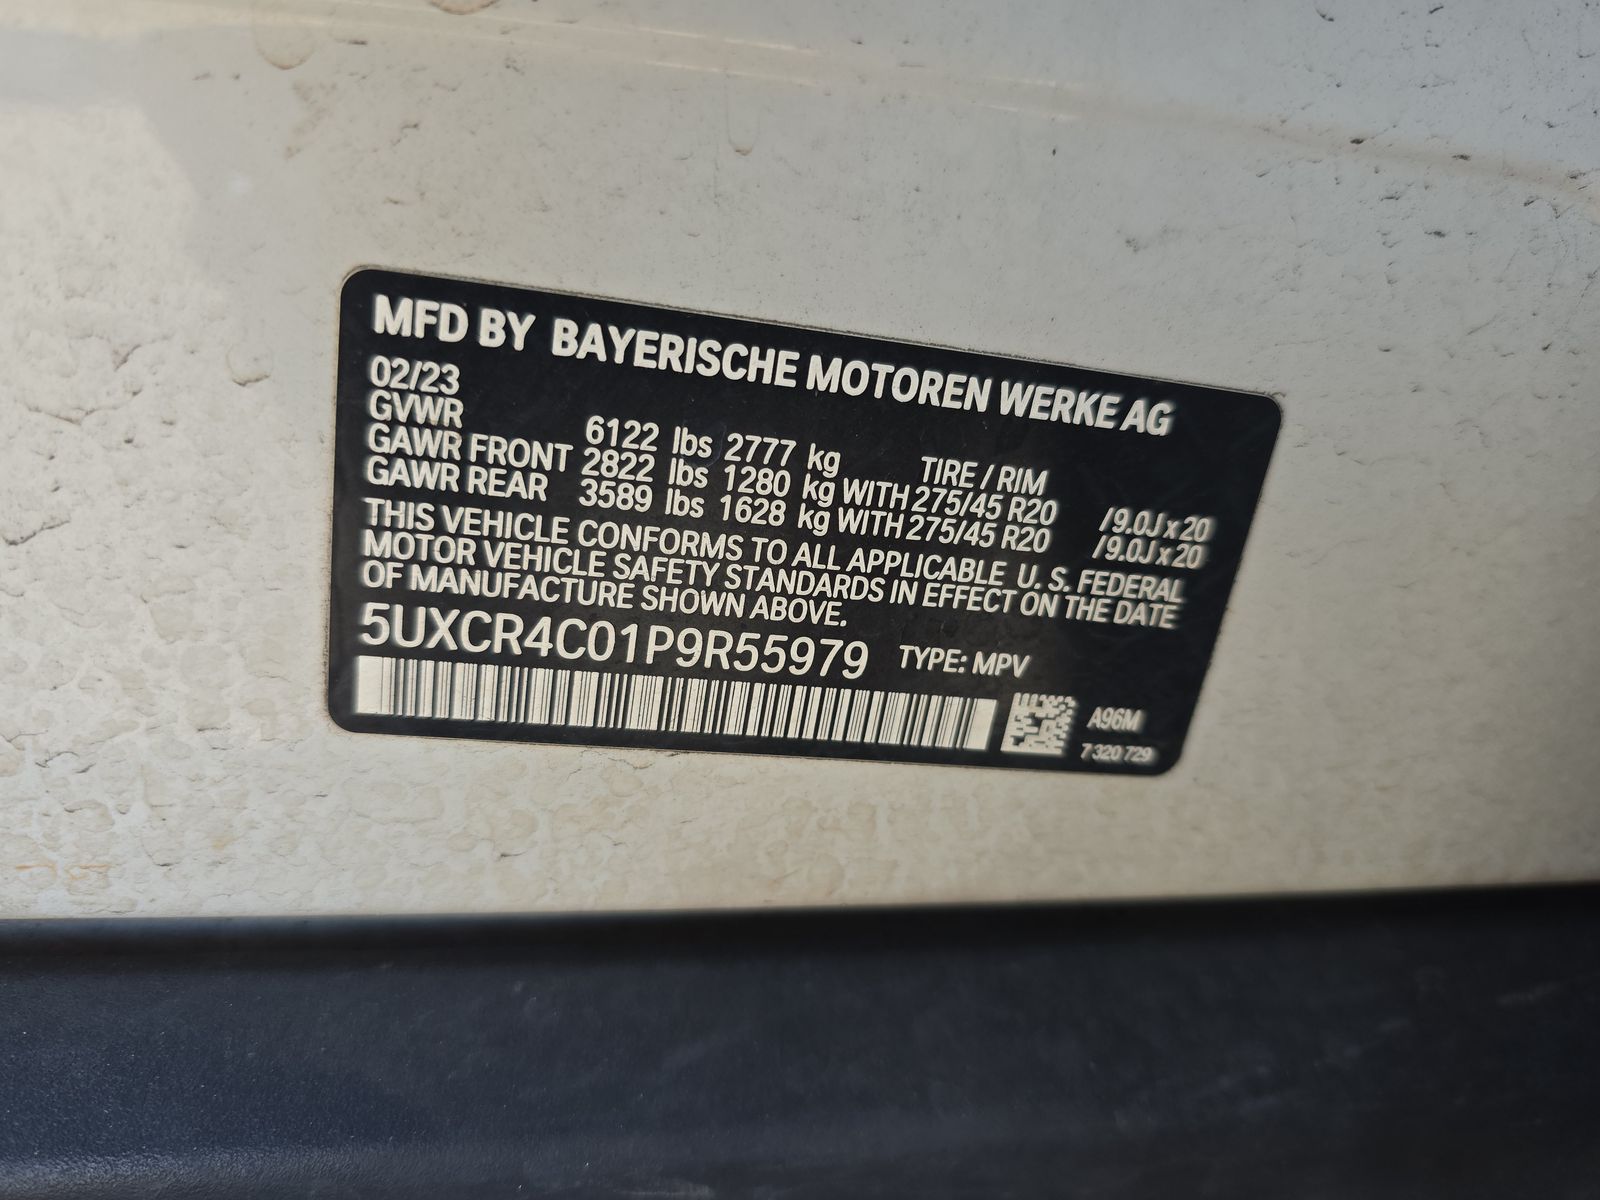 MFD BY BAYERISCHE MOTOREN WERKE AG
02/23
GVWR 6122 lbs 2777 kg TIRE / RIM
GAWR FRONT 2822 lbs 1280 kg WITH 275/45 R20 / 9.0J x 20
GAWR REAR 3589 lbs 1628 kg WITH 275/45 R20 / 9.0J x 20
THIS VEHICLE CONFORMS TO ALL APPLICABLE U. S. FEDERAL
MOTOR VEHICLE SAFETY STANDARDS IN EFFECT ON THE DATE
OF MANUFACTURE SHOWN ABOVE.
5UXCR4C01P9R55979 TYPE: MPV
A96M
7 320 729